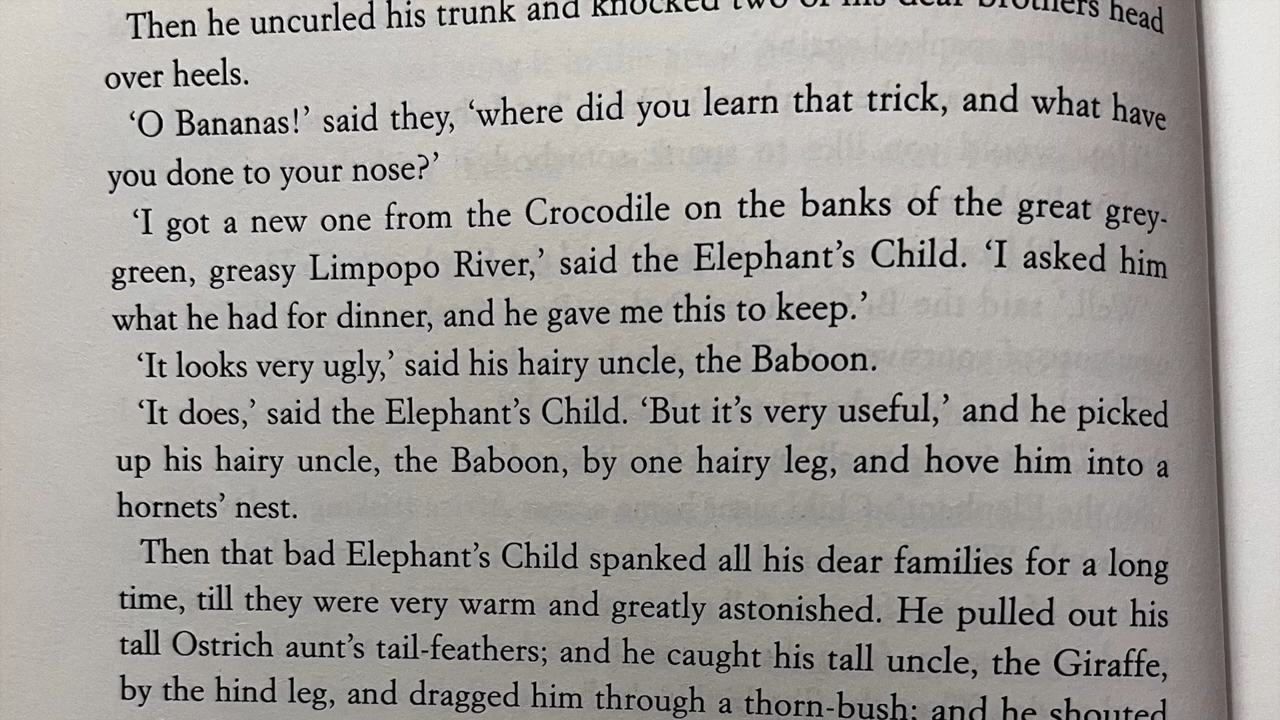 Then he uncurled his trunk and knocked two of his dear brothers head
over heels.
‘O Bananas!’ said they, ‘where did you learn that trick, and what have
you done to your nose?’
‘I got a new one from the Crocodile on the banks of the great grey-
green, greasy Limpopo River,’ said the Elephant’s Child. ‘I asked him
what he had for dinner, and he gave me this to keep.’
‘It looks very ugly,’ said his hairy uncle, the Baboon.
‘It does,’ said the Elephant’s Child. ‘But it’s very useful,’ and he picked
up his hairy uncle, the Baboon, by one hairy leg, and hove him into a
hornets’ nest.
Then that bad Elephant’s Child spanked all his dear families for a long
time, till they were very warm and greatly astonished. He pulled out his
tall Ostrich aunt’s tail-feathers; and he caught his tall uncle, the Giraffe,
by the hind leg, and dragged him through a thorn-bush; and he shouted